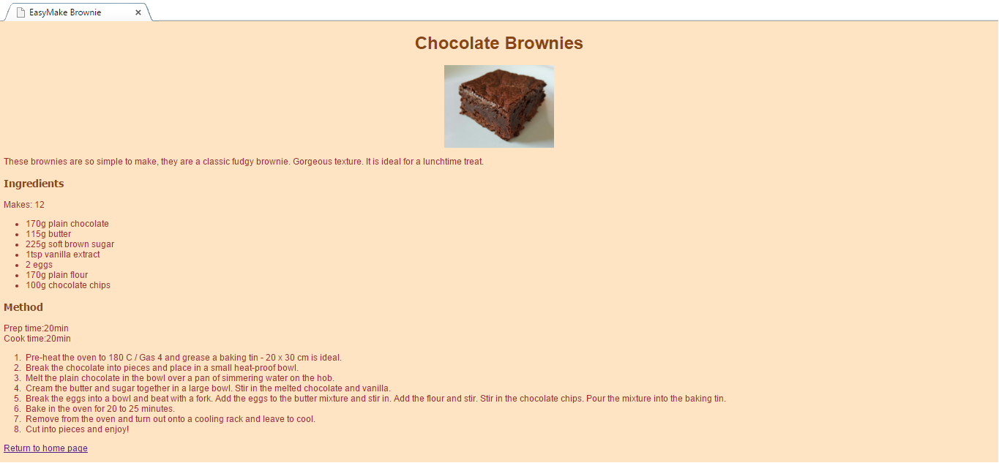 EasyMake Brownie
Chocolate Brownies
These brownies are so simple to make, they are a classic fudgy brownie. Gorgeous texture. It is ideal for a lunchtime treat.
Ingredients
Makes: 12
• 170g plain chocolate
• 115g butter
• 225g soft brown sugar
• 1tsp vanilla extract
• 2 eggs
• 170g plain flour
• 100g chocolate chips
Method
Prep time:20min
Cook time:20min
1. Pre-heat the oven to 180 C / Gas 4 and grease a baking tin - 20 x 30 cm is ideal.
2. Break the chocolate into pieces and place in a small heat-proof bowl.
3. Melt the plain chocolate in the bowl over a pan of simmering water on the hob.
4. Cream the butter and sugar together in a large bowl. Stir in the melted chocolate and vanilla.
5. Break the eggs into a bowl and beat with a fork. Add the eggs to the butter mixture and stir in. Add the flour and stir. Stir in the chocolate chips. Pour the mixture into the baking tin.
6. Bake in the oven for 20 to 25 minutes.
7. Remove from the oven and turn out onto a cooling rack and leave to cool.
8. Cut into pieces and enjoy!
Return to home page